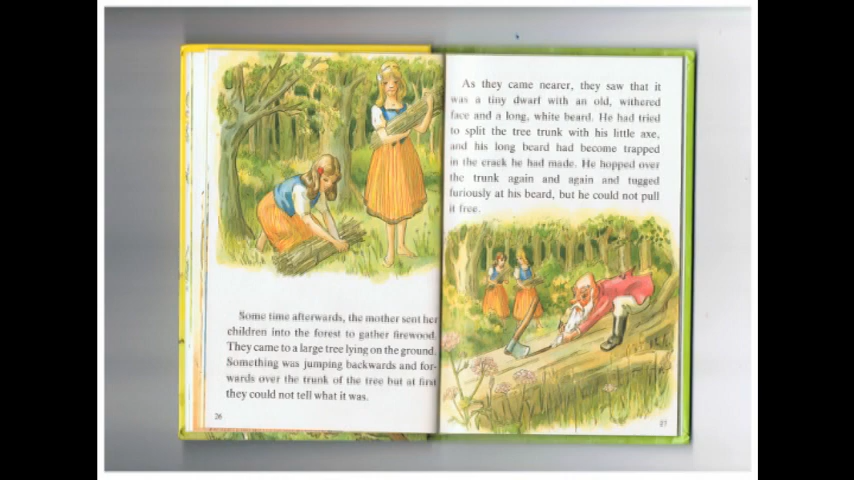 Some time afterwards, the mother sent her
children into the forest to gather firewood.
They came to a large tree lying on the ground.
Something was jumping backwards and for-
wards over the trunk of the tree but at first
they could not tell what it was.
26
As they came nearer, they saw that it
was a tiny dwarf with an old, withered
face and a long, white beard. He had tried
to split the tree trunk with his little axe,
and his long beard had become trapped
in the crack he had made. He hopped over
the trunk again and again and tugged
furiously at his beard, but he could not pull
it free.
27